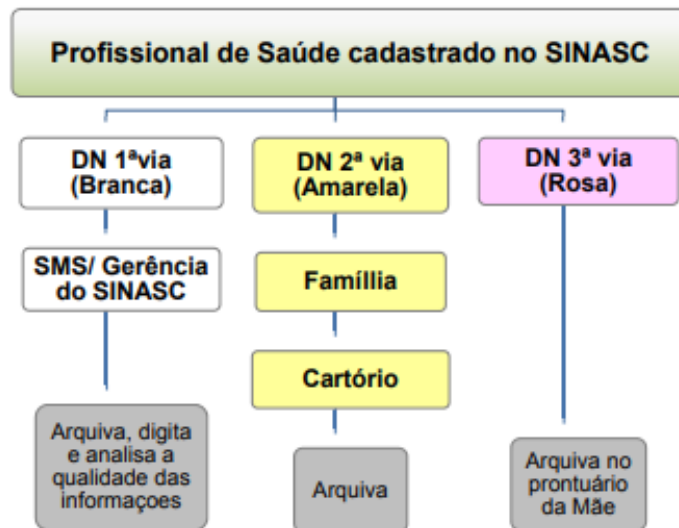 Profissional de Saúde cadastrado no SINASC
DN 1ªvia
(Branca)
DN 2ª via
(Amarela)
DN 3ª via
(Rosa)
SMS/ Gerência
do SINASC
Famíllia
Cartório
Arquiva, digita
e analisa a
qualidade das
informaçoes
Arquiva
Arquiva no
prontuário
da Mãe